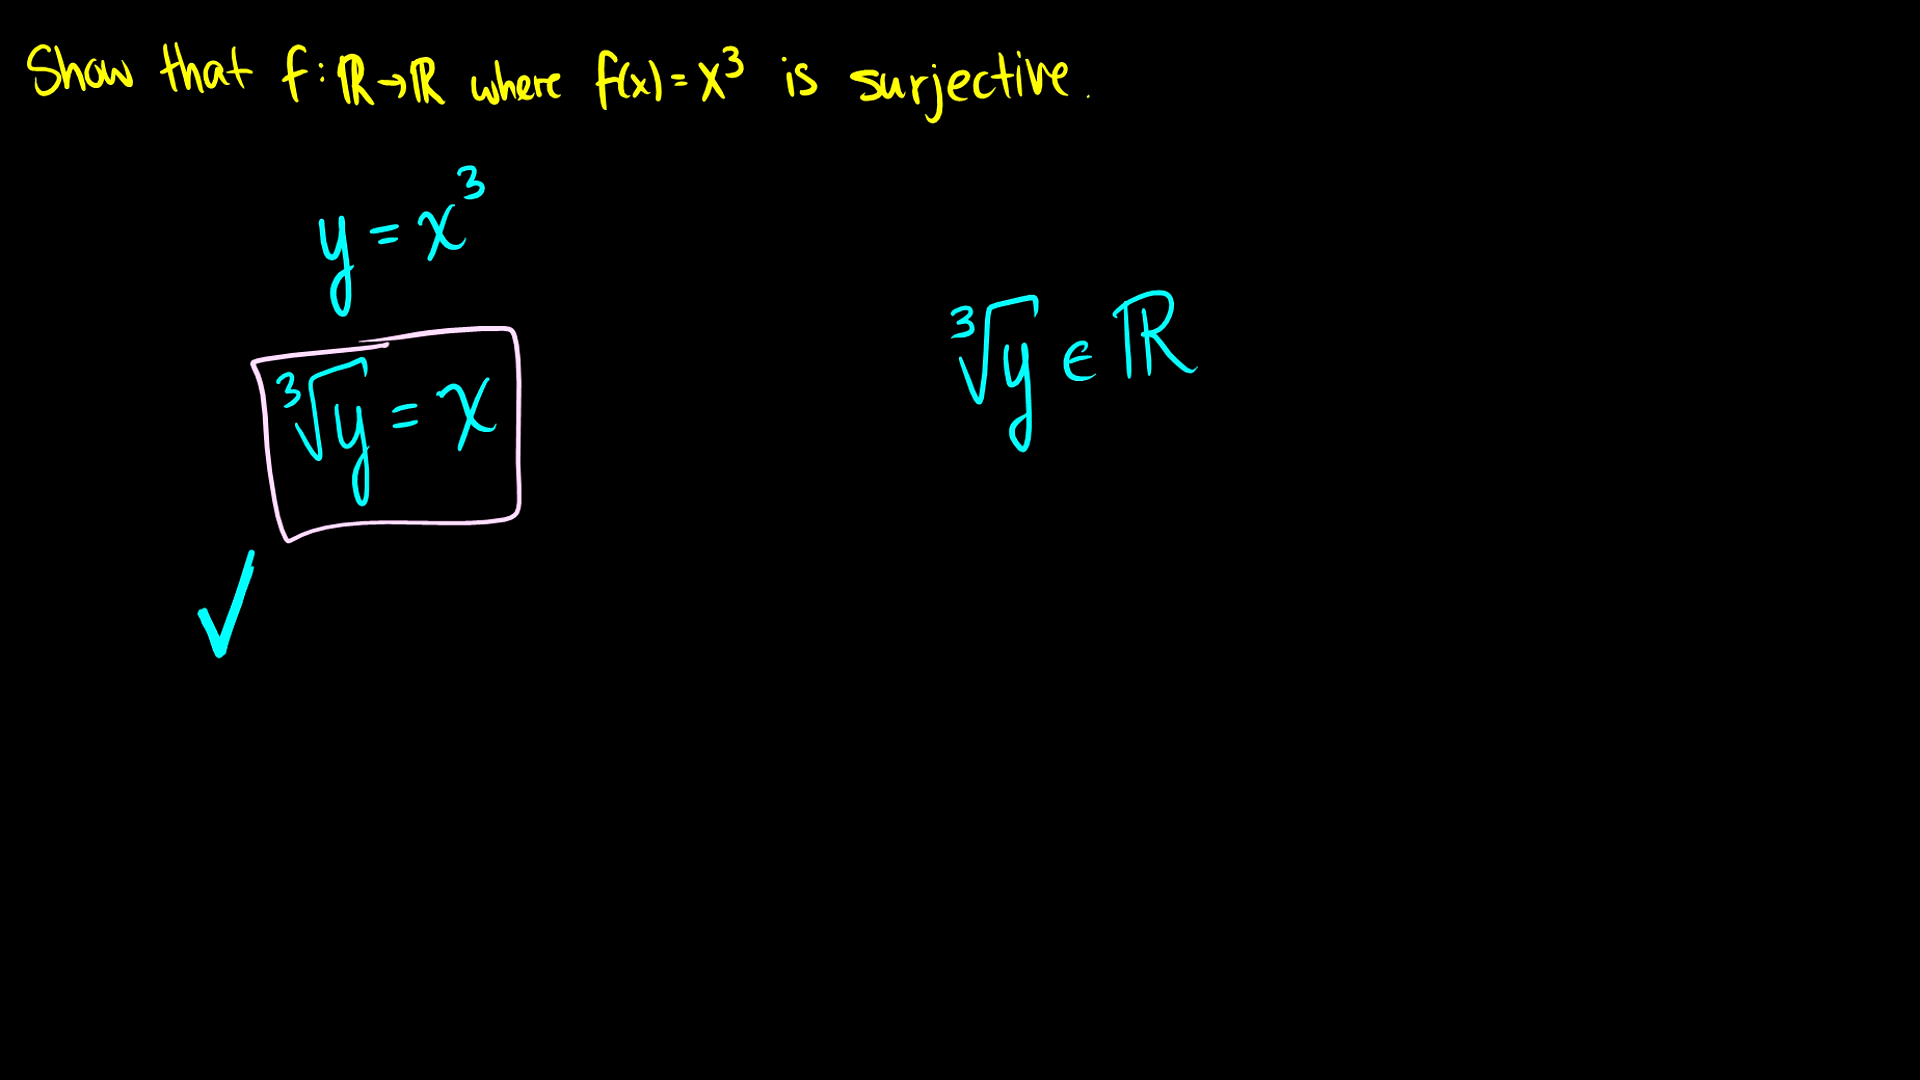 Show that f:ℝ→ℝ where f(x)=x³ is surjective.
y = x³
∛y = x
∛y ∈ ℝ